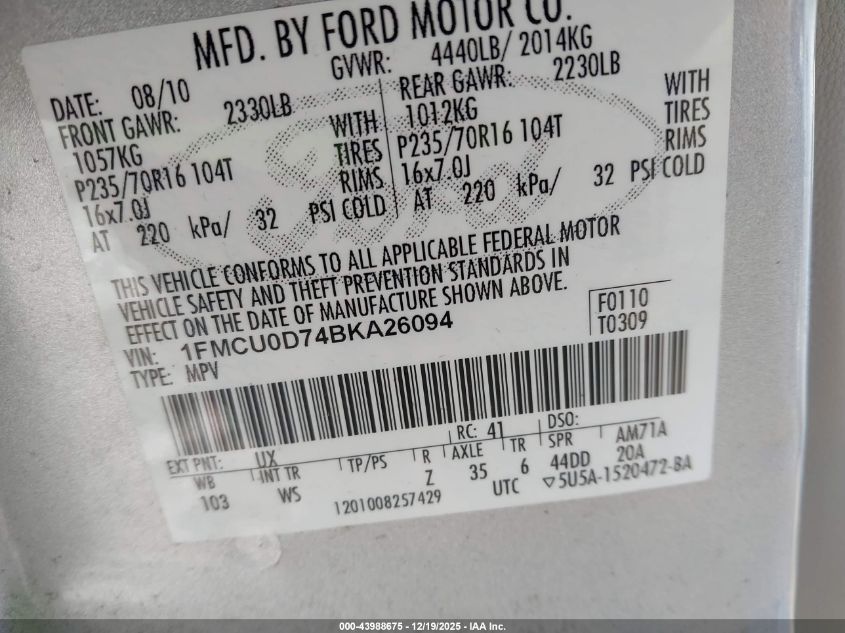 MFD. BY FORD MOTOR CO.
DATE: 08/10 GVWR: 4440LB/ 2014KG
FRONT GAWR: 2330LB REAR GAWR: 2230LB
1057KG WITH 1012KG WITH
P235/70R16 104T TIRES P235/70R16 104T TIRES
16x7.0J RIMS 16x7.0J RIMS
AT 220 kPa/ 32 PSI COLD AT 220 kPa/ 32 PSI COLD
Ford
THIS VEHICLE CONFORMS TO ALL APPLICABLE FEDERAL MOTOR
VEHICLE SAFETY AND THEFT PREVENTION STANDARDS IN
EFFECT ON THE DATE OF MANUFACTURE SHOWN ABOVE.
VIN: 1FMCU0D74BKA26094 F0110
TYPE: MPV T0309
EXT PNT: UX RC: 41 DSO:
WB INT TR TP/PS R AXLE TR SPR AM71A
103 WS Z 35 6 44DD 20A
1201008257429 UTC ▽5U5A-1520472-BA
000-43988675 • 12/19/2025 - IAA Inc.